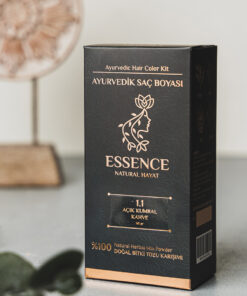 Ayurvedic Hair Color Kit
AYURVEDİK SAÇ BOYASI
ESSENCE
NATURAL HAYAT
1.1
AÇIK KUMRAL
KAHVE
%100 Natural Herbal Mix Powder
DOĞAL BİTKİ TOZU KARIŞIMI